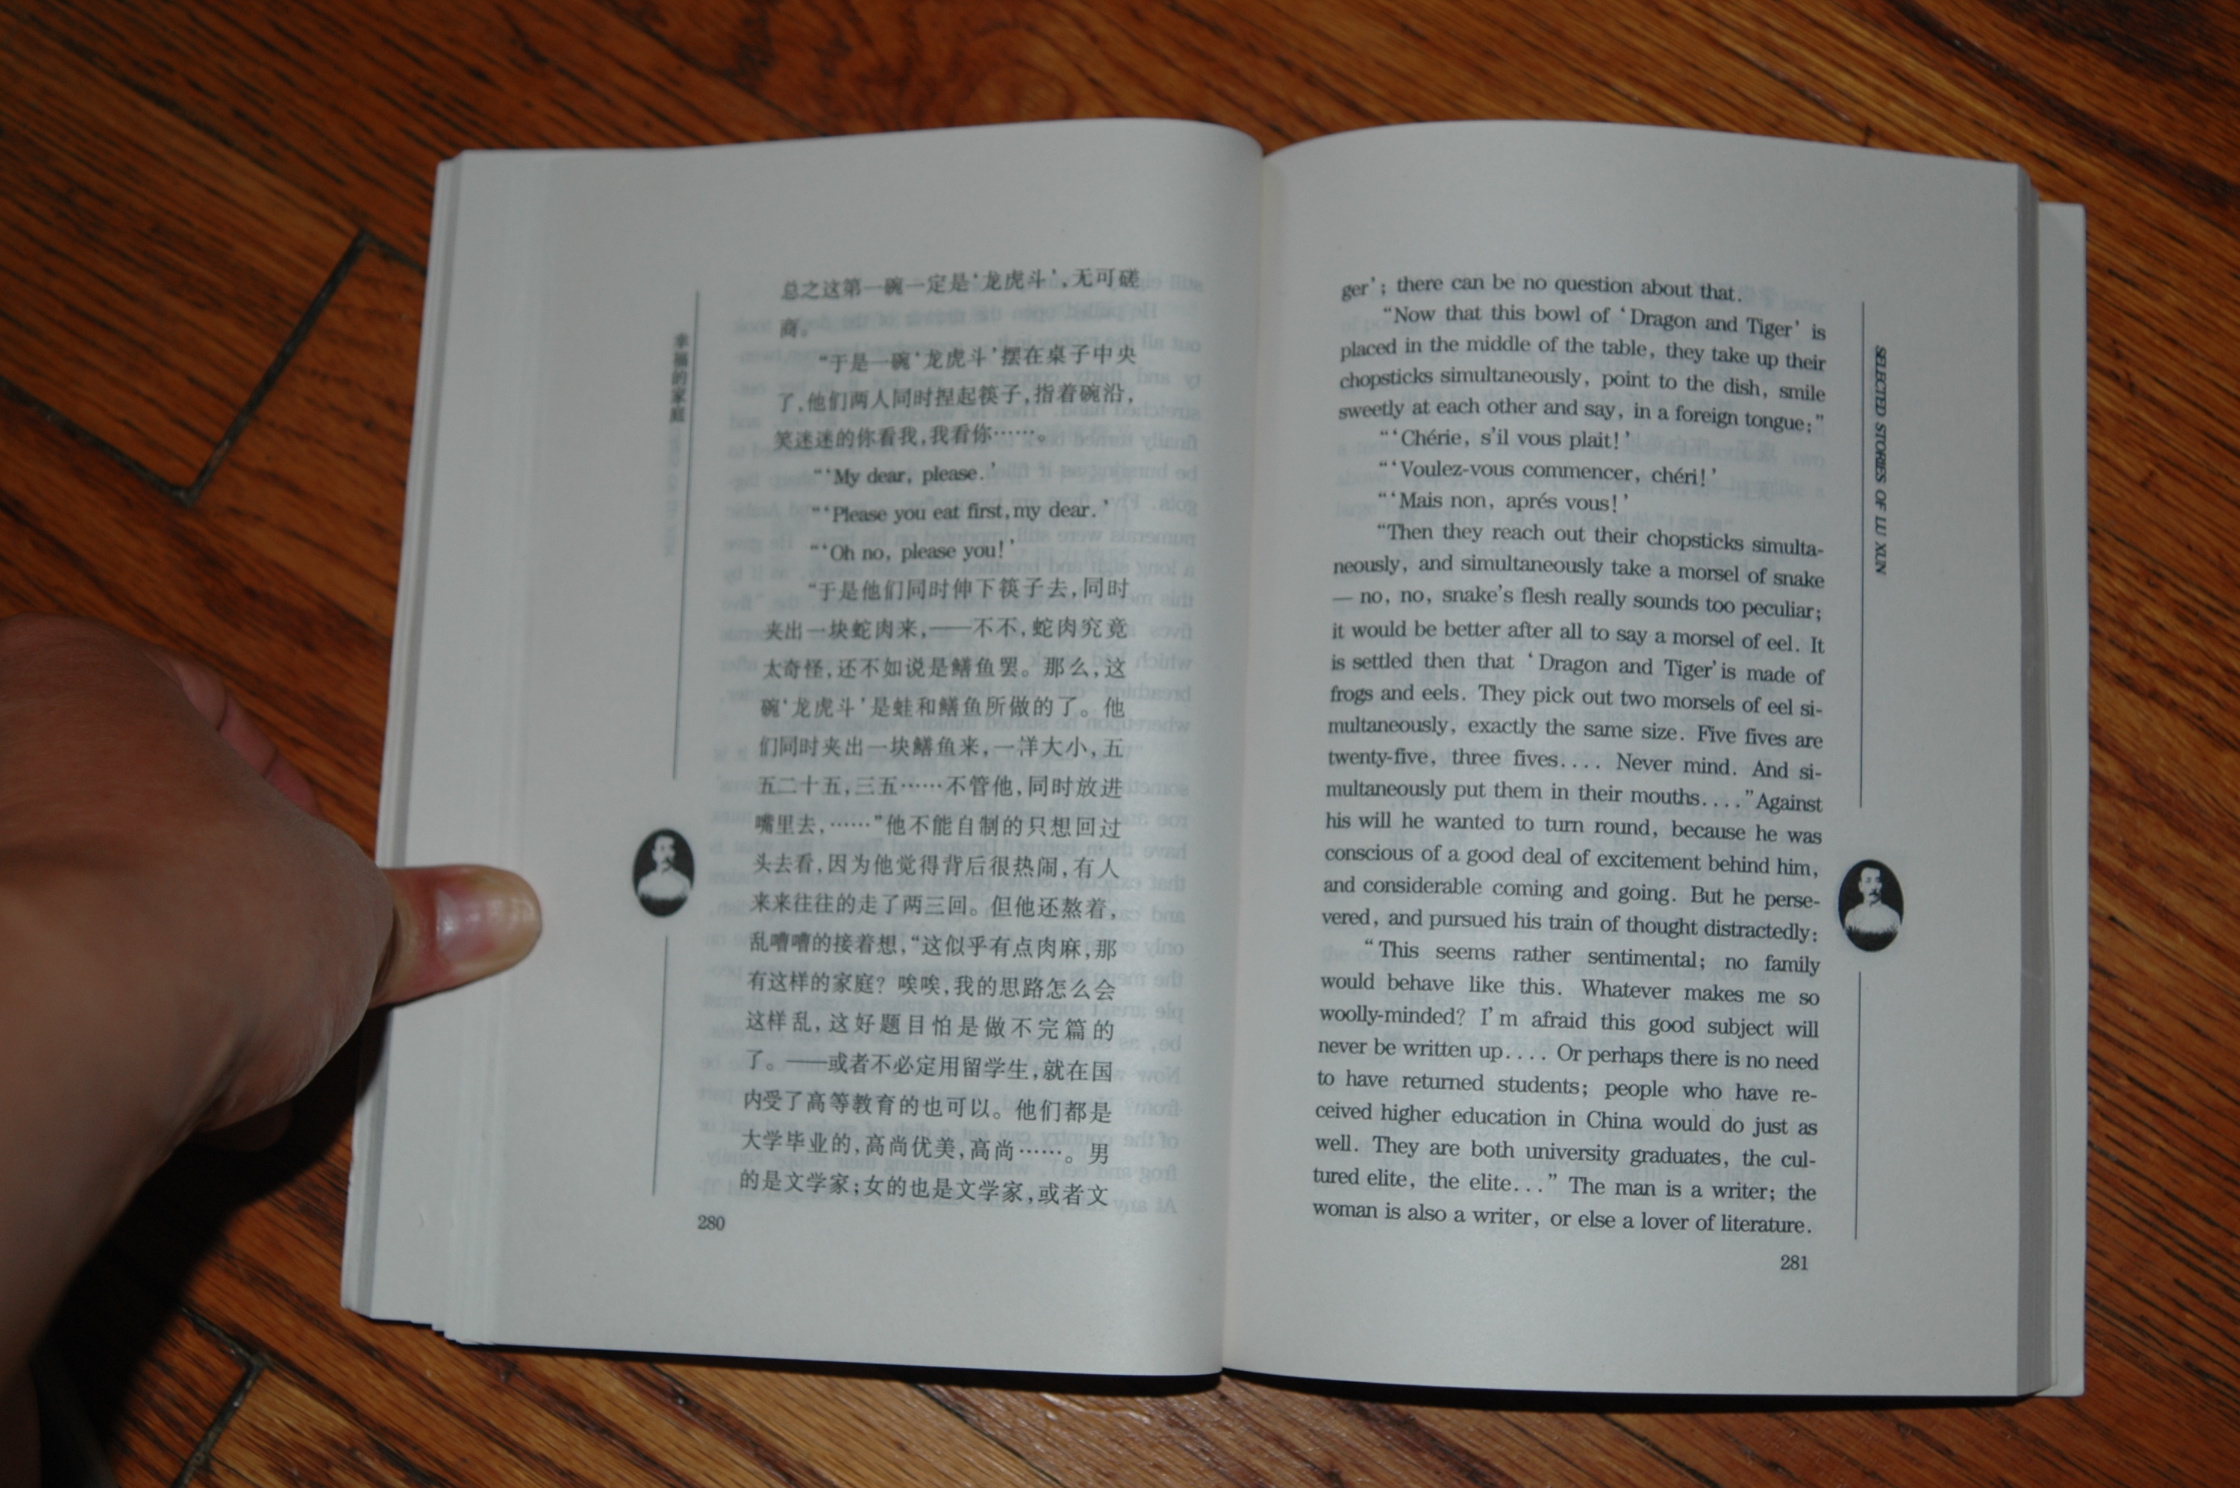 总之这第一碗一定是‘龙虎斗’,无可磋
商。
“于是一碗‘龙虎斗’摆在桌子中央
了,他们两人同时捏起筷子,指着碗沿,
笑迷迷的你看我,我看你……。
“‘My dear, please.’
“‘Please you eat first,my dear.’
“‘Oh no, please you!’
“于是他们同时伸下筷子去,同时
夹出一块蛇肉来,——不不,蛇肉究竟
太奇怪,还不如说是鳝鱼罢。那么,这
碗‘龙虎斗’是蛙和鳝鱼所做的了。他
们同时夹出一块鳝鱼来,一样大小,五
五二十五,三五……不管他,同时放进
嘴里去,……”他不能自制的只想回过
头去看,因为他觉得背后很热闹,有人
来来往往的走了两三回。但他还熬着,
乱嘈嘈的接着想,“这似乎有点肉麻,那
有这样的家庭?唉唉,我的思路怎么会
这样乱,这好题目怕是做不完篇的
了。——或者不必定用留学生,就在国
内受了高等教育的也可以。他们都是
大学毕业的,高尚优美,高尚……。男
的是文学家;女的也是文学家,或者文
幸福的家庭
280
ger’; there can be no question about that.
“Now that this bowl of ‘Dragon and Tiger’ is
placed in the middle of the table, they take up their
chopsticks simultaneously, point to the dish, smile
sweetly at each other and say, in a foreign tongue:”
“‘Chérie, s'il vous plait!’
“‘Voulez-vous commencer, chéri!’
“‘Mais non, aprés vous!’
“Then they reach out their chopsticks simulta-
neously, and simultaneously take a morsel of snake
— no, no, snake's flesh really sounds too peculiar;
it would be better after all to say a morsel of eel. It
is settled then that ‘Dragon and Tiger’is made of
frogs and eels. They pick out two morsels of eel si-
multaneously, exactly the same size. Five fives are
twenty-five, three fives.... Never mind. And si-
multaneously put them in their mouths....”Against
his will he wanted to turn round, because he was
conscious of a good deal of excitement behind him,
and considerable coming and going. But he perse-
vered, and pursued his train of thought distractedly:
“This seems rather sentimental; no family
would behave like this. Whatever makes me so
woolly-minded? I'm afraid this good subject will
never be written up.... Or perhaps there is no need
to have returned students; people who have re-
ceived higher education in China would do just as
well. They are both university graduates, the cul-
tured elite, the elite...” The man is a writer; the
woman is also a writer, or else a lover of literature.
SELECTED STORIES OF LU XUN
281